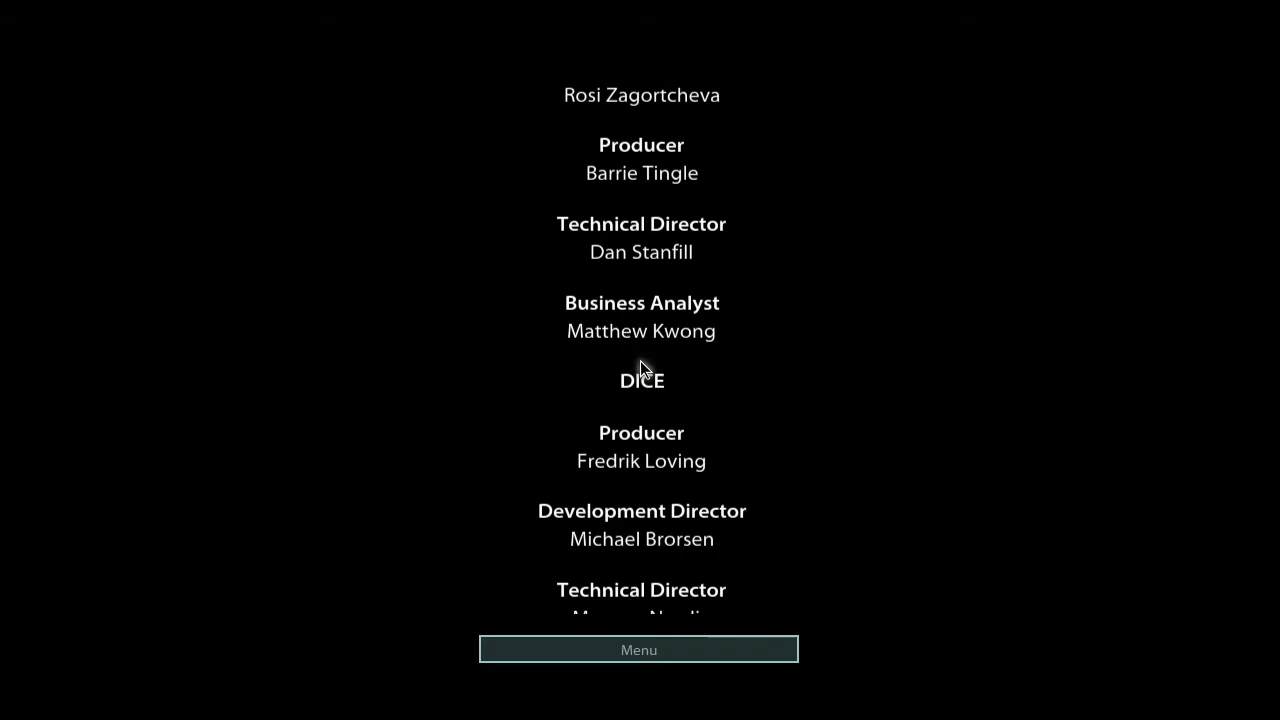 Rosi Zagortcheva
Producer
Barrie Tingle
Technical Director
Dan Stanfill
Business Analyst
Matthew Kwong
DICE
Producer
Fredrik Loving
Development Director
Michael Brorsen
Technical Director
Menu